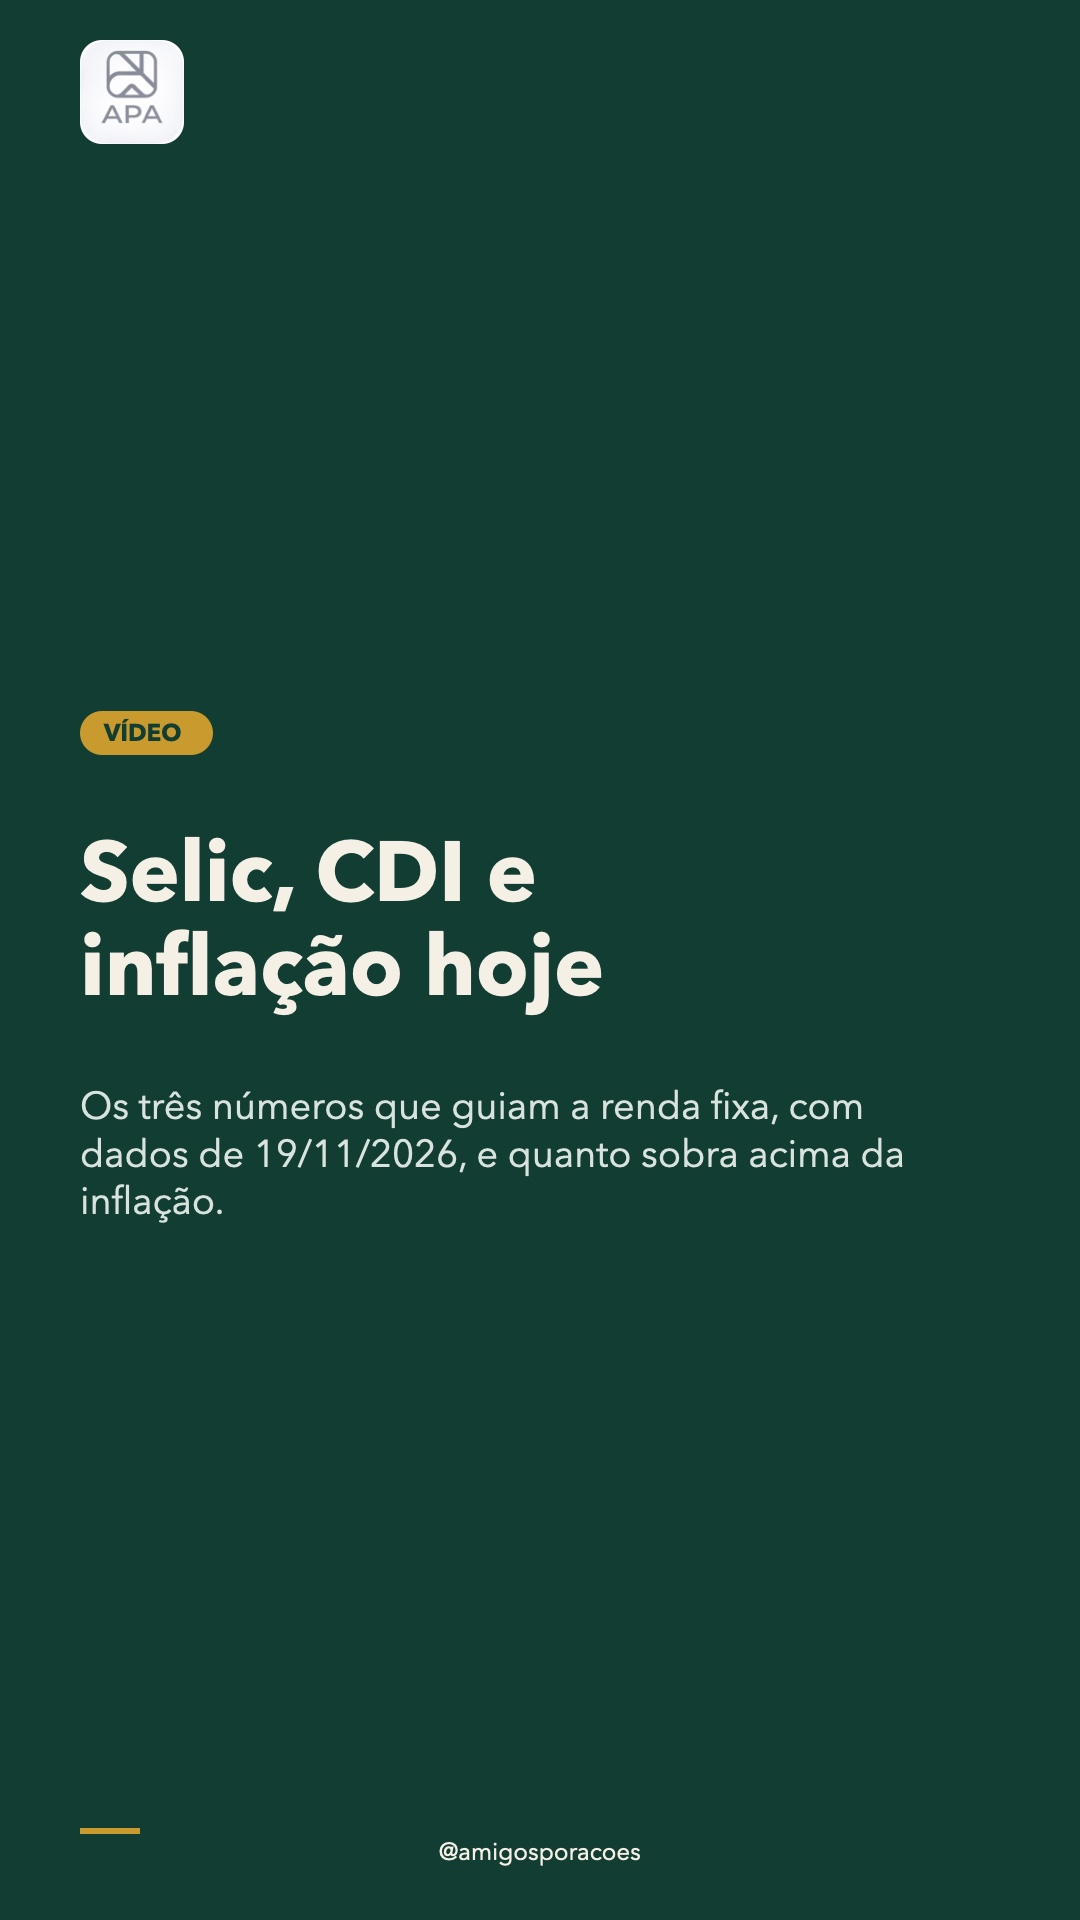 APA
VÍDEO
Selic, CDI e
inflação hoje
Os três números que guiam a renda fixa, com
dados de 19/11/2026, e quanto sobra acima da
inflação.
@amigosporacoes